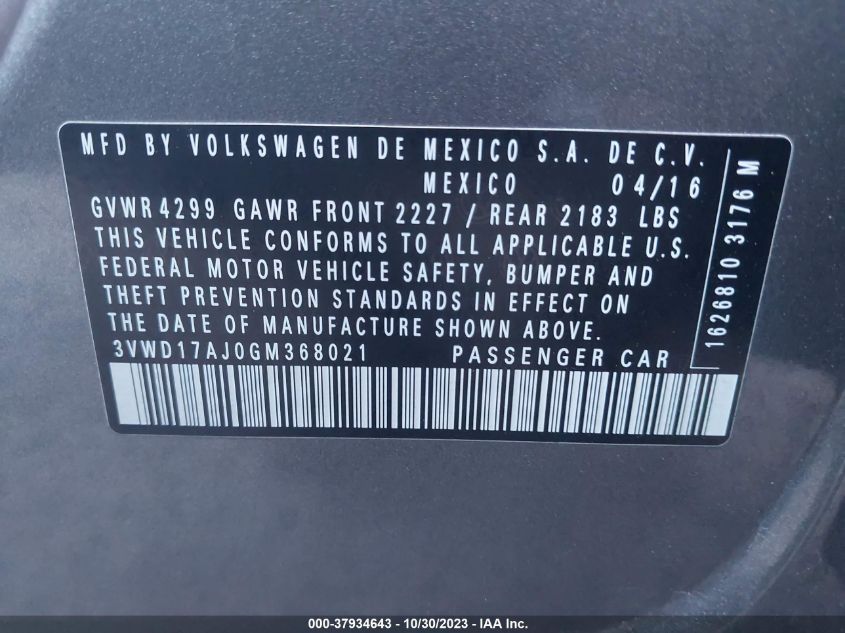 MFD BY VOLKSWAGEN DE MEXICO S.A. DE C.V.
MEXICO 04/16
GVWR 4299 GAWR FRONT 2227 / REAR 2183 LBS
THIS VEHICLE CONFORMS TO ALL APPLICABLE U.S.
FEDERAL MOTOR VEHICLE SAFETY, BUMPER AND
THEFT PREVENTION STANDARDS IN EFFECT ON
THE DATE OF MANUFACTURE SHOWN ABOVE.
3VWD17AJ0GM368021 PASSENGER CAR
1626810 3176 M
000-37934643 / 10/30/2023 - IAA Inc.